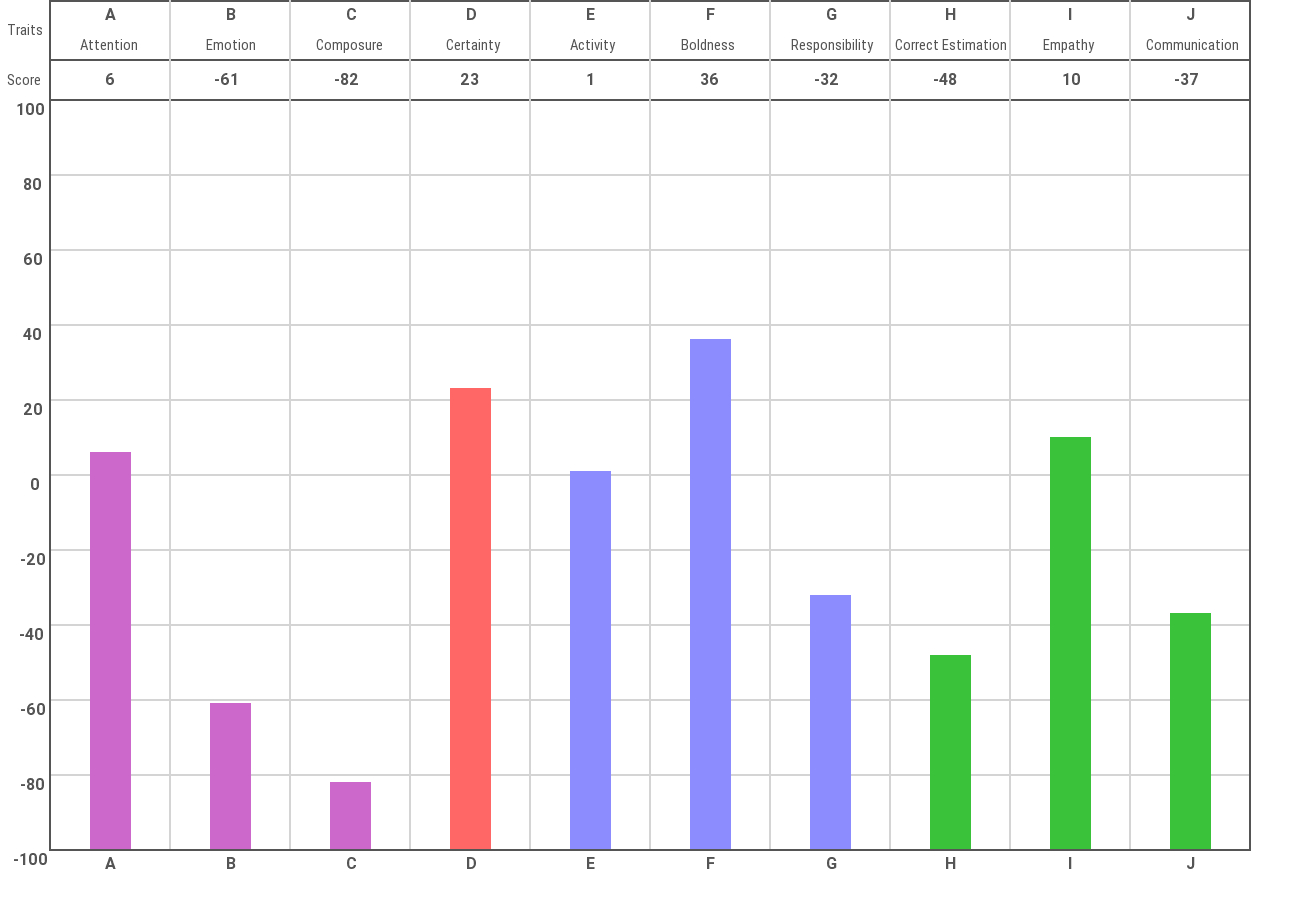 A B C D E F G H I J
Traits
Attention Emotion Composure Certainty Activity Boldness Responsibility Correct Estimation Empathy Communication
Score 6 -61 -82 23 1 36 -32 -48 10 -37
100
80
60
40
20
0
-20
-40
-60
-80
-100
A B C D E F G H I J